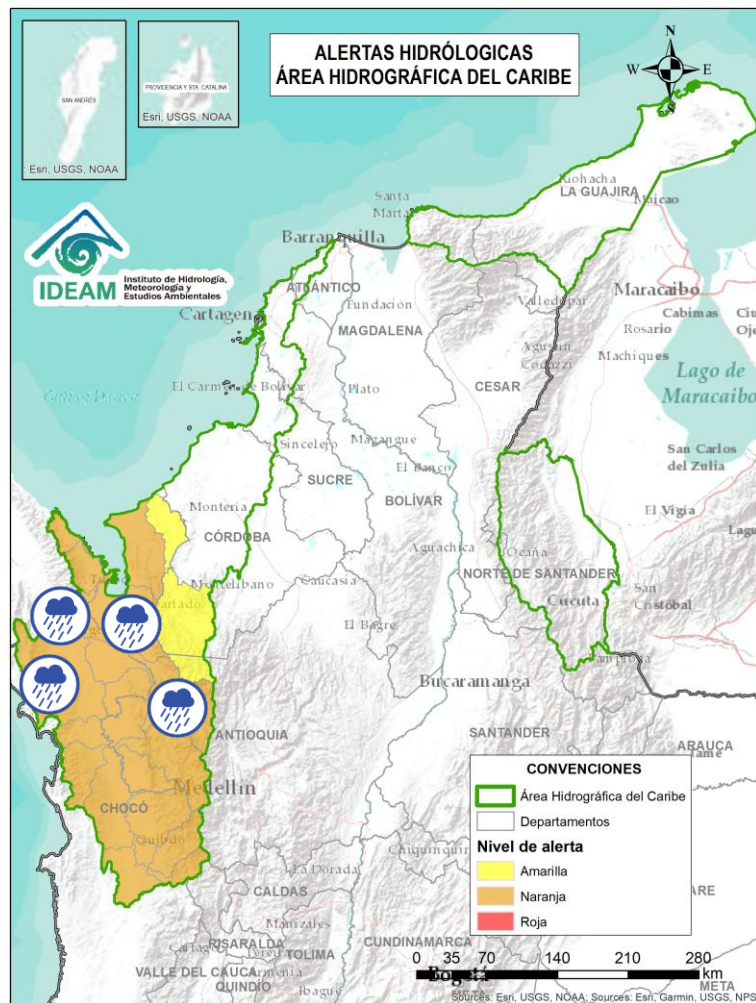 ALERTAS HIDRÓLOGICAS
ÁREA HIDROGRÁFICA DEL CARIBE
N
W E
S
SAN ANDRÉS
: Esri, USGS, NOAA
PROVIDENCIA Y STA. CATALINA
Esri, USGS, NOAA
IDEAM
Instituto de Hidrología,
Meteorología y
Estudios Ambientales
Riohacha
LA GUAJIRA
Maicao
Santa
Marta
Barranquilla
ATLÁNTICO
Fundación
Valledupar
Maracaibo
Cartagena
MAGDALENA
Cabimas
Rosario
Agustín
Codazzi
Machiques
El Carmen de Bolívar
Plato
CESAR
Lago de
Maracaibo
Sincelejo
Magangue
SUCRE
El Banco
San Carlos
del Zulia
Montería
BOLÍVAR
CÓRDOBA
El Vigía
Aguachica
Ocaña
Montelíbano
Caucasia
NORTE DE SANTANDER
San
Cristóbal
Cucuta
El Bagre
Pamplona
Bucaramanga
ANTIOQUIA
SANTANDER
ARAUCA
Medellín
CHOCÓ
Quibdó
La Dorada
CALDAS
Manizales
RISARALDA
TOLIMA
CUNDINAMARCA
VALLE DEL CAUCA
Armenia
QUINDÍO
Ibagué
Bogotá
CONVENCIONES
Área Hidrográfica del Caribe
Departamentos
Nivel de alerta
Amarilla
Naranja
Roja
0 35 70 140 210 280
km
Sources: Esri, USGS, NOAA; Sources: Esri, Garmin, USGS, NPS